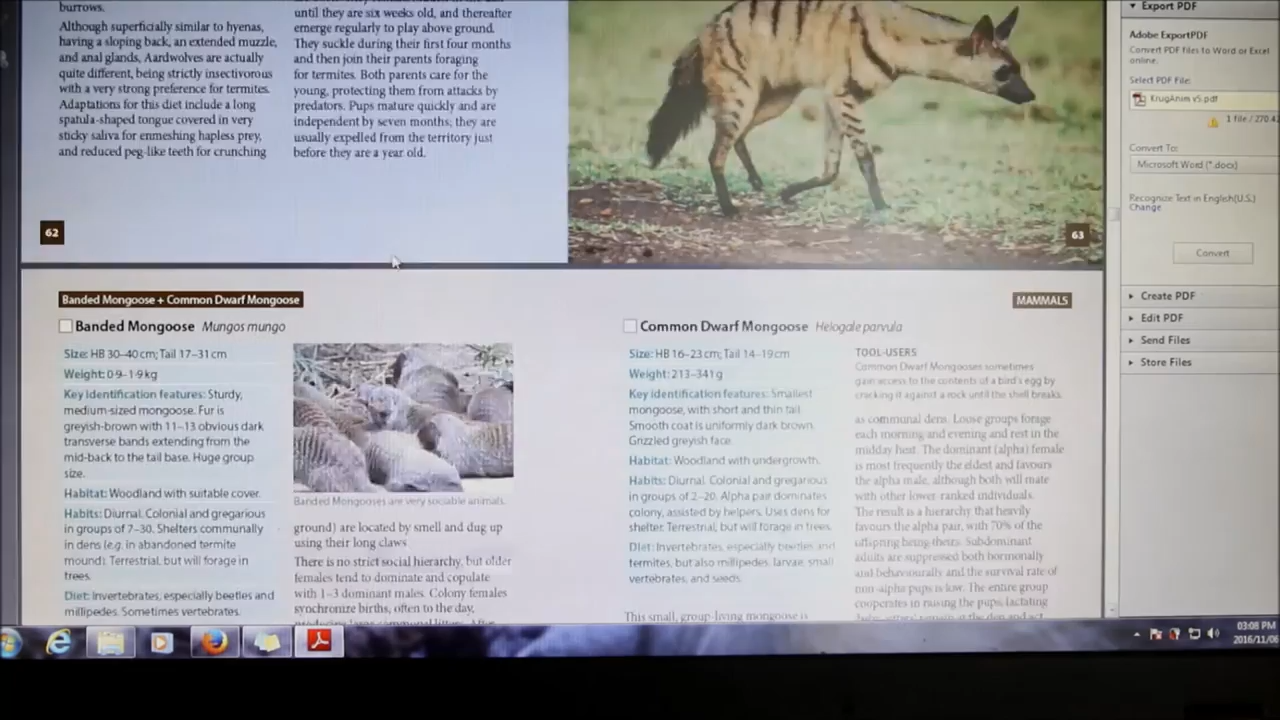 burrows.
Although superficially similar to hyenas,
having a sloping back, an extended muzzle,
and anal glands, Aardwolves are actually
quite different, being strictly insectivorous
with a very strong preference for termites.
Adaptations for this diet include a long
spatula-shaped tongue covered in very
sticky saliva for enmeshing hapless prey,
and reduced peg-like teeth for crunching
until they are six weeks old, and thereafter
emerge regularly to play above ground.
They suckle during their first four months
and then join their parents foraging
for termites. Both parents care for the
young, protecting them from attacks by
predators. Pups mature quickly and are
independent by seven months; they are
usually expelled from the territory just
before they are a year old.
62
63
Banded Mongoose + Common Dwarf Mongoose
MAMMALS
Banded Mongoose Mungos mungo
Size: HB 30–40 cm; Tail 17–31 cm
Weight: 0·9–1·9 kg
Key identification features: Sturdy,
medium-sized mongoose. Fur is
greyish-brown with 11–13 obvious dark
transverse bands extending from the
mid-back to the tail base. Huge group
size.
Habitat: Woodland with suitable cover.
Habits: Diurnal. Colonial and gregarious
in groups of 7–30. Shelters communally
in dens (e.g. in abandoned termite
mound). Terrestrial, but will forage in
trees.
Diet: Invertebrates, especially beetles and
millipedes. Sometimes vertebrates.
Banded Mongooses are very sociable animals.
ground) are located by smell and dug up
using their long claws.
There is no strict social hierarchy, but older
females tend to dominate and copulate
with 1–3 dominant males. Colony females
synchronize births, often to the day,
Common Dwarf Mongoose Helogale parvula
Size: HB 16–23 cm; Tail 14–19 cm
Weight: 213–341 g
Key identification features: Smallest
mongoose, with short and thin tail.
Smooth coat is uniformly dark brown.
Grizzled greyish face.
Habitat: Woodland with undergrowth.
Habits: Diurnal. Colonial and gregarious
in groups of 2–20. Alpha pair dominates
colony, assisted by helpers. Uses dens for
shelter. Terrestrial, but will forage in trees.
Diet: Invertebrates, especially beetles and
termites, but also millipedes, larvae, small
vertebrates, and seeds.
This small, group-living mongoose is
TOOL-USERS
Common Dwarf Mongooses sometimes
gain access to the contents of a bird's egg by
cracking it against a rock until the shell breaks.
as communal dens. Loose groups forage
each morning and evening and rest in the
midday heat. The dominant (alpha) female
is most frequently the eldest and favours
the alpha male, although both will mate
with other lower-ranked individuals.
The result is a hierarchy that heavily
favours the alpha pair, with 70% of the
offspring being theirs. Subdominant
adults are suppressed both hormonally
and behaviourally and the survival rate of
non-alpha pups is low. The entire group
cooperates in raising the pups; lactating
Export PDF
Adobe ExportPDF
Convert PDF files to Word or Excel
online.
Select PDF File:
KrugAnim v5.pdf
1 file / 270.42
Convert To:
Microsoft Word (*.docx)
Recognize Text in English(U.S.)
Change
Convert
Create PDF
Edit PDF
Send Files
Store Files
03:08 PM
2016/11/06